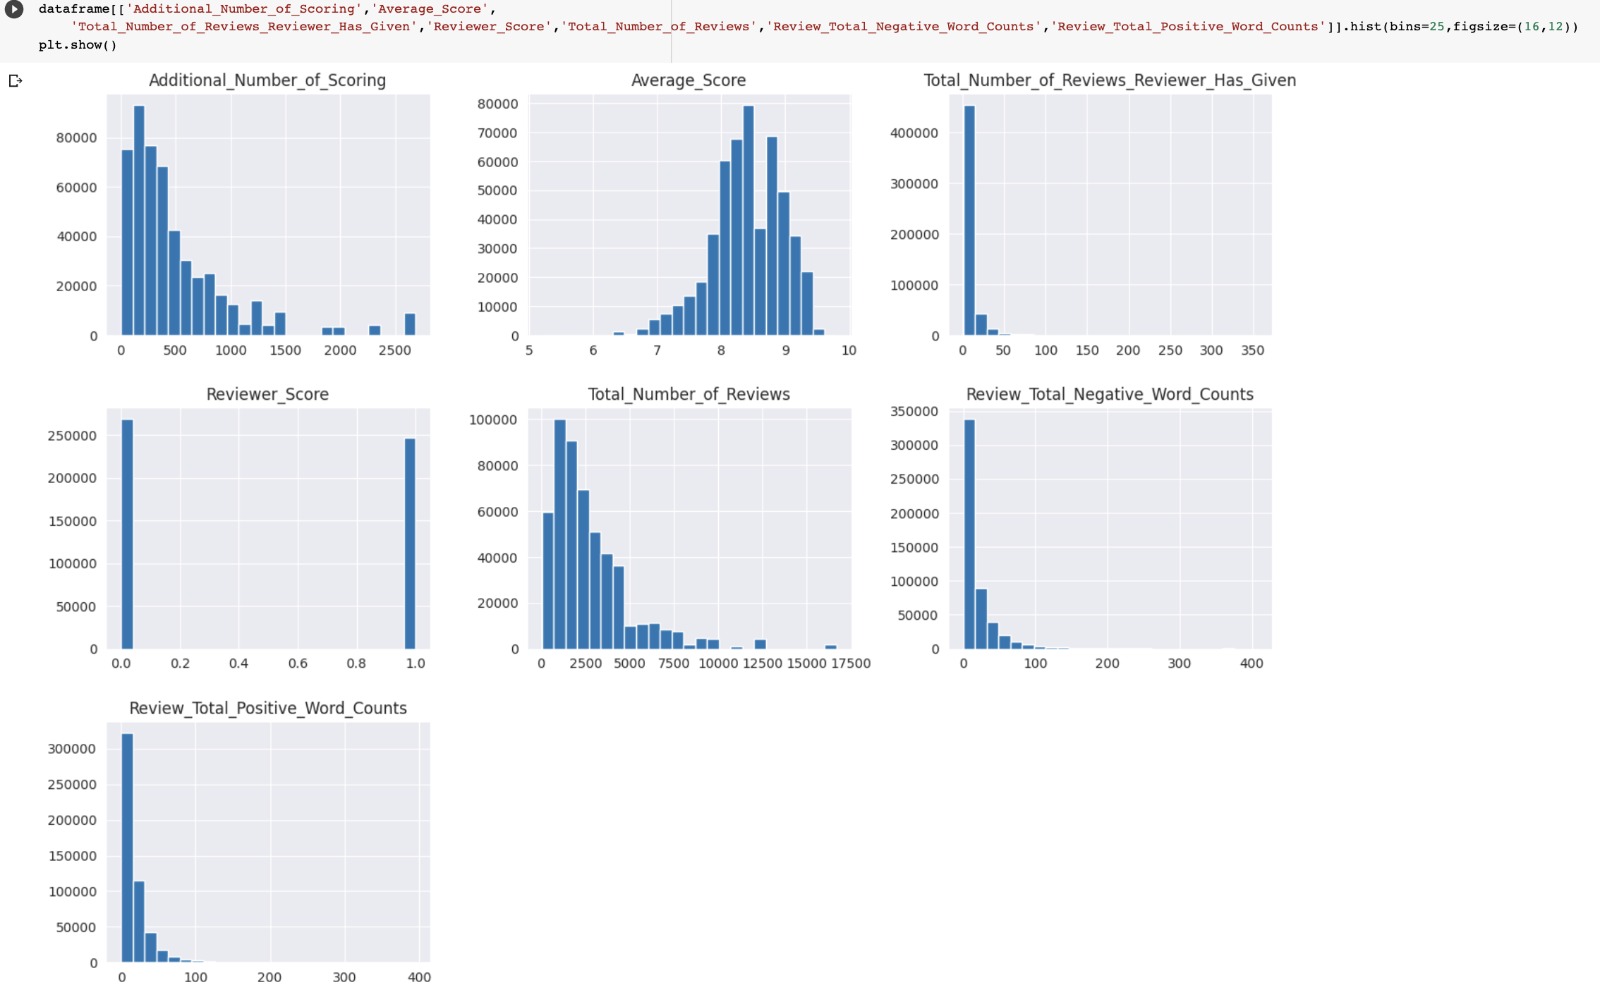 dataframe[['Additional_Number_of_Scoring','Average_Score',
'Total_Number_of_Reviews_Reviewer_Has_Given','Reviewer_Score','Total_Number_of_Reviews','Review_Total_Negative_Word_Counts','Review_Total_Positive_Word_Counts']].hist(bins=25,figsize=(16,12))
plt.show()
Additional_Number_of_Scoring
80000
60000
40000
20000
0
0 500 1000 1500 2000 2500
Average_Score
80000
70000
60000
50000
40000
30000
20000
10000
0
5 6 7 8 9 10
Total_Number_of_Reviews_Reviewer_Has_Given
400000
300000
200000
100000
0
0 50 100 150 200 250 300 350
Reviewer_Score
250000
200000
150000
100000
50000
0
0.0 0.2 0.4 0.6 0.8 1.0
Total_Number_of_Reviews
100000
80000
60000
40000
20000
0
0 2500 5000 7500 10000 12500 15000 17500
Review_Total_Negative_Word_Counts
350000
300000
250000
200000
150000
100000
50000
0
0 100 200 300 400
Review_Total_Positive_Word_Counts
300000
250000
200000
150000
100000
50000
0
0 100 200 300 400